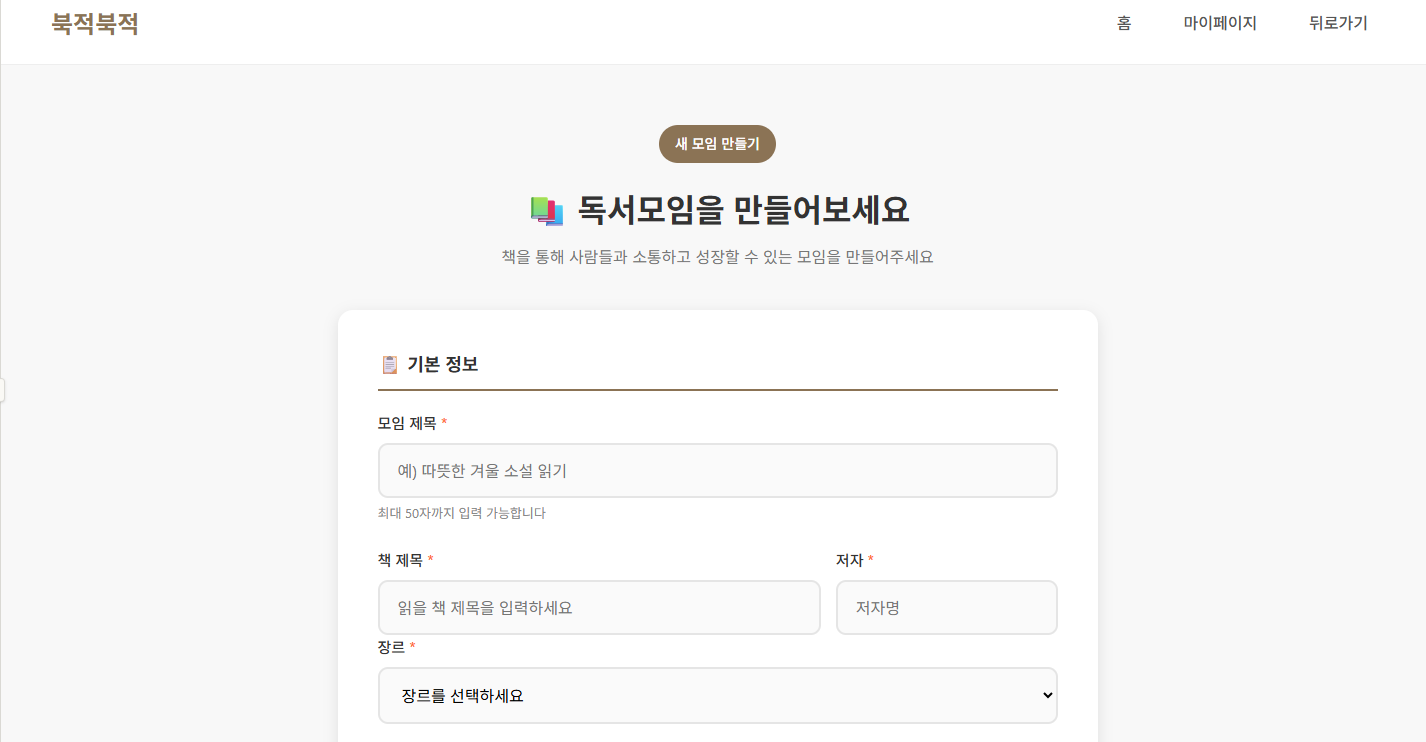 북적북적
홈 마이페이지 뒤로가기
새 모임 만들기
독서모임을 만들어보세요
책을 통해 사람들과 소통하고 성장할 수 있는 모임을 만들어주세요
기본 정보
모임 제목 *
예) 따뜻한 겨울 소설 읽기
최대 50자까지 입력 가능합니다
책 제목 * 저자 *
읽을 책 제목을 입력하세요 저자명
장르 *
장르를 선택하세요